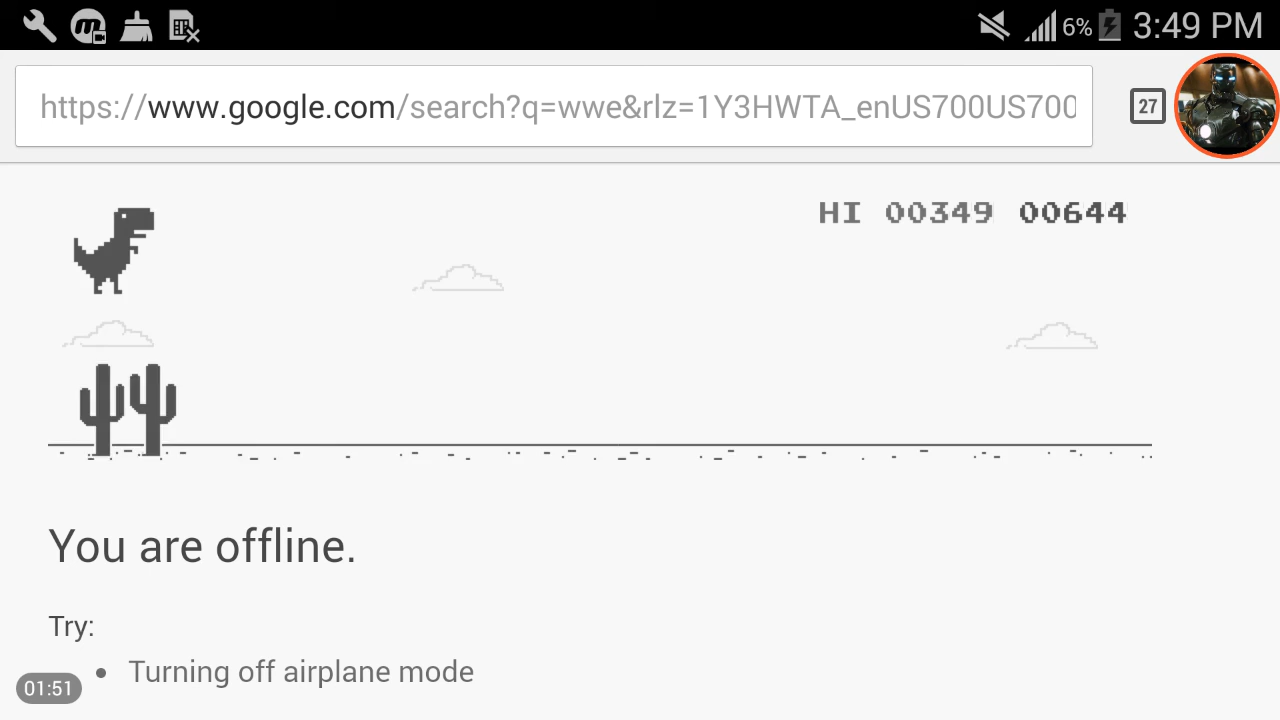 6% 3:49 PM
https://www.google.com/search?q=wwe&rlz=1Y3HWTA_enUS700US700
27
HI 00349 00644
You are offline.
Try:
• Turning off airplane mode
01:51